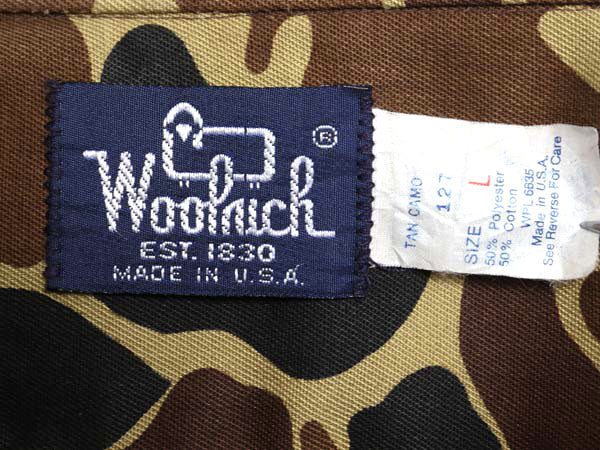 ®
Woolrich
EST. 1830
MADE IN U.S.A.
TAN CAMO
127
SIZE L
50% Polyester
50% Cotton
WPL 6635
Made in U.S.A.
See Reverse For Care